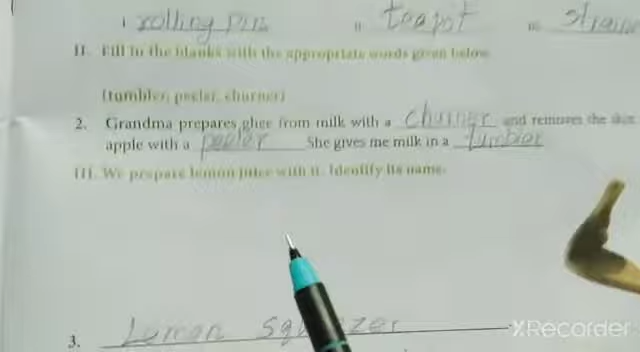 i rolling pin ii teapot iii
II. Fill in the blanks with the appropriate words given below.
(tumbler, peeler, churner)
2. Grandma prepares ghee from milk with a churner and removes the skin
apple with a peeler She gives me milk in a tumbler
III. We prepare lemon juice with it. Identify its name.
3. Lemon squeezer
XRecorder